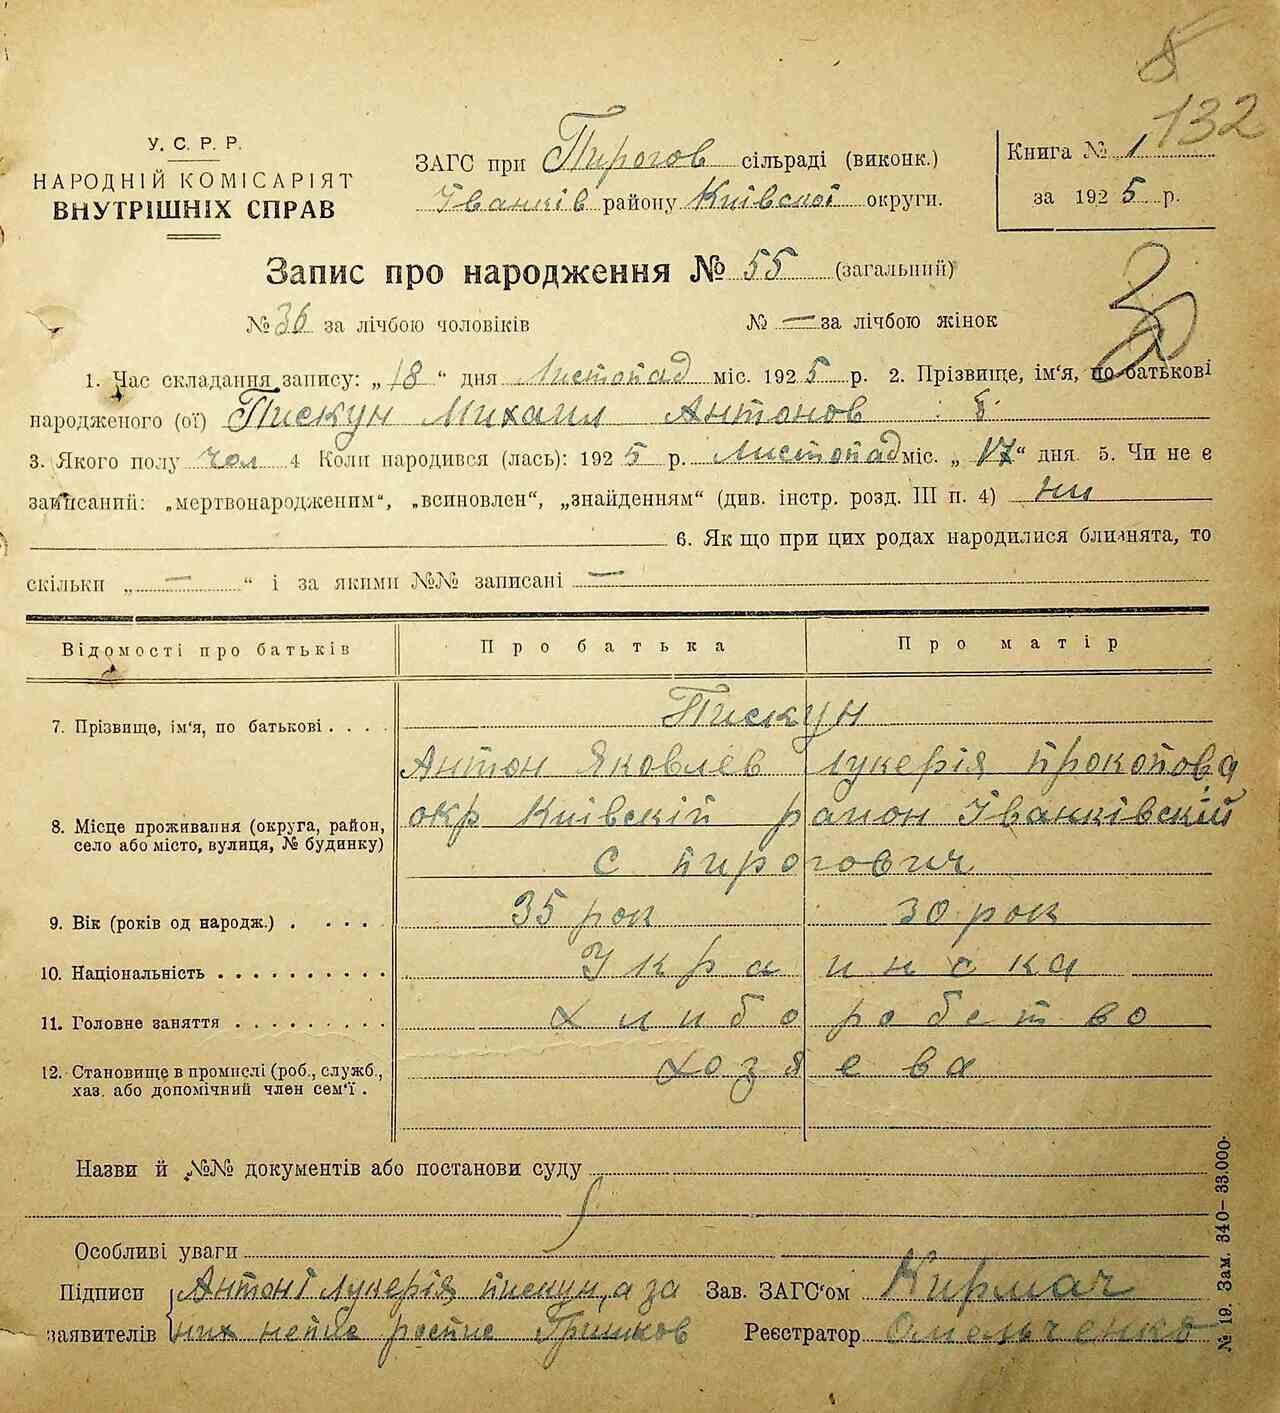 132
У. С. Р. Р.
НАРОДНІЙ КОМІСАРІЯТ
ВНУТРІШНІХ СПРАВ
ЗАГС при Пирогов сільраді (виконк.)
Іванків району Київской округи.
Книга № 1
за 1925 р.
Запис про народження № 55 (загальний)
№ 36 за лічбою чоловіків № — за лічбою жінок
1. Час складання запису: „18“ дня Листопад міс. 1925 р. 2. Прізвище, ім'я, по батькові
народженого (ої) Пискун Михаил Антонов
3. Якого полу чол 4 Коли народився (лась): 1925 р. Листопад міс. „17“ дня. 5. Чи не є
записаний: „мертвонародженим“, „всиновлен“, „знайденням“ (див. інстр. розд. III п. 4) ни
6. Як що при цих родах народилися близнята, то
скільки „—“ і за якими №№ записані —
Відомості про батьків Про батька Про матір
7. Прізвище, ім'я, по батькові . . . . Пискун
Антон Яковлев Лукерія Прокопова
8. Місце проживання (округа, район, село або місто, вулиця, № будинку) окр Київскій район Іванківскій
с пирогович
9. Вік (років од народж.) . . . . 35 рок 30 рок
10. Національність . . . . . . . . . . Украинска
11. Головне заняття . . . . . . . . . Хлиборобство
12. Становище в промислі (роб., служб., хаз. або допомічний член сем'ї . хозяева
Назви й №№ документів або постанови суду
Особливі уваги
Підписи заявителів Антон і Лукерія пискун, а за
них Гришков
Зав. ЗАГС'ом Кирмач
Реєстратор Омельченко
№ 19. Зам. 340–33.000.